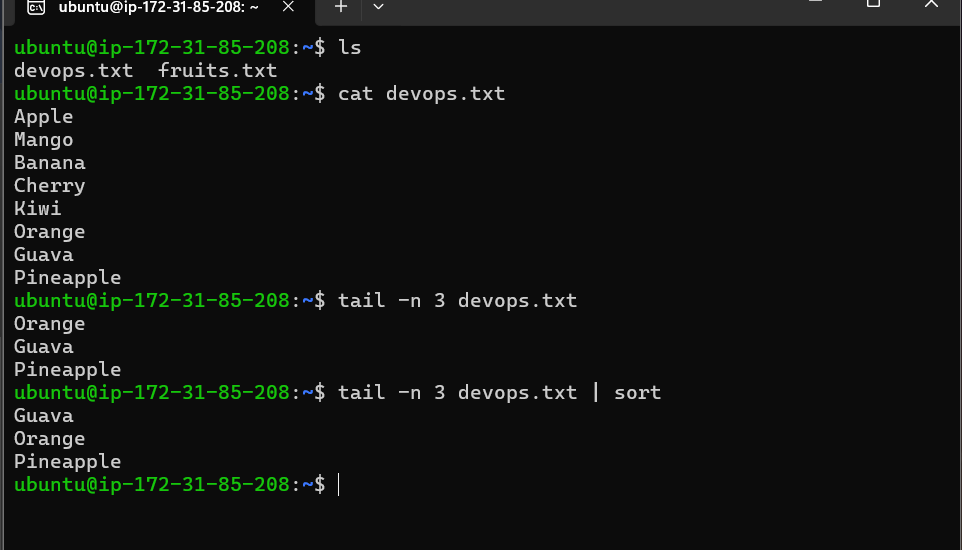 ubuntu@ip-172-31-85-208: ~
ubuntu@ip-172-31-85-208:~$ ls
devops.txt  fruits.txt
ubuntu@ip-172-31-85-208:~$ cat devops.txt
Apple
Mango
Banana
Cherry
Kiwi
Orange
Guava
Pineapple
ubuntu@ip-172-31-85-208:~$ tail -n 3 devops.txt
Orange
Guava
Pineapple
ubuntu@ip-172-31-85-208:~$ tail -n 3 devops.txt | sort
Guava
Orange
Pineapple
ubuntu@ip-172-31-85-208:~$